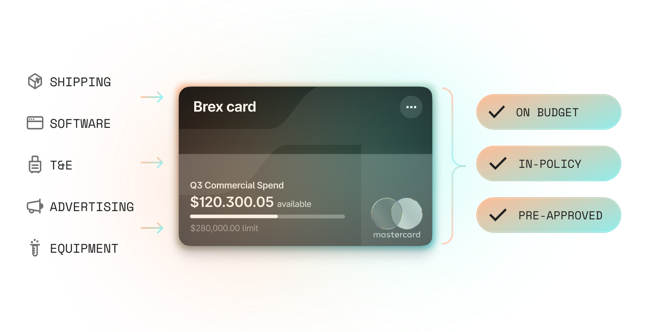 SHIPPING
SOFTWARE
T&E
ADVERTISING
EQUIPMENT
Brex card
Q3 Commercial Spend
$120.300.05 available
$280,000.00 limit
mastercard
ON BUDGET
IN-POLICY
PRE-APPROVED